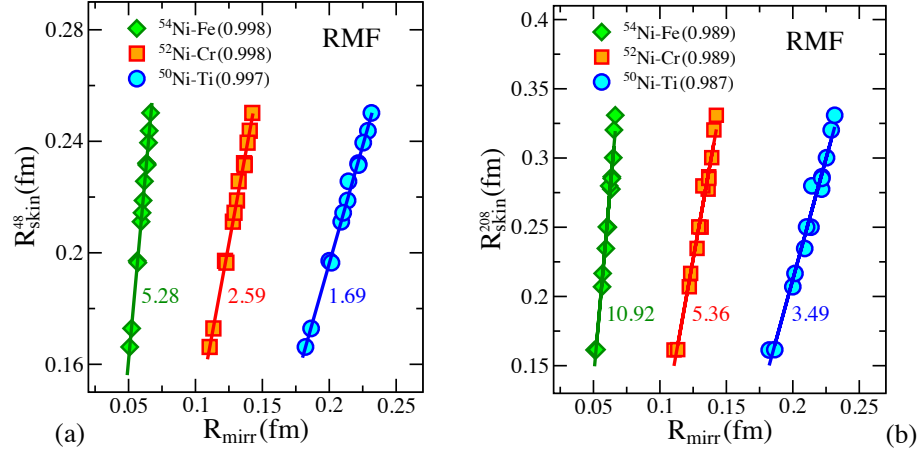 0.28
0.24
0.2
0.16
R⁴⁸skin(fm)
⁵⁴Ni-Fe(0.998)
⁵²Ni-Cr(0.998)
⁵⁰Ni-Ti(0.997)
RMF
5.28
2.59
1.69
0.05
0.1
0.15
0.2
0.25
(a)
Rmirr(fm)
0.4
0.35
0.3
0.25
0.2
0.15
R²⁰⁸skin(fm)
⁵⁴Ni-Fe(0.989)
⁵²Ni-Cr(0.989)
⁵⁰Ni-Ti(0.987)
RMF
10.92
5.36
3.49
0.05
0.1
0.15
0.2
0.25
Rmirr(fm)
(b)